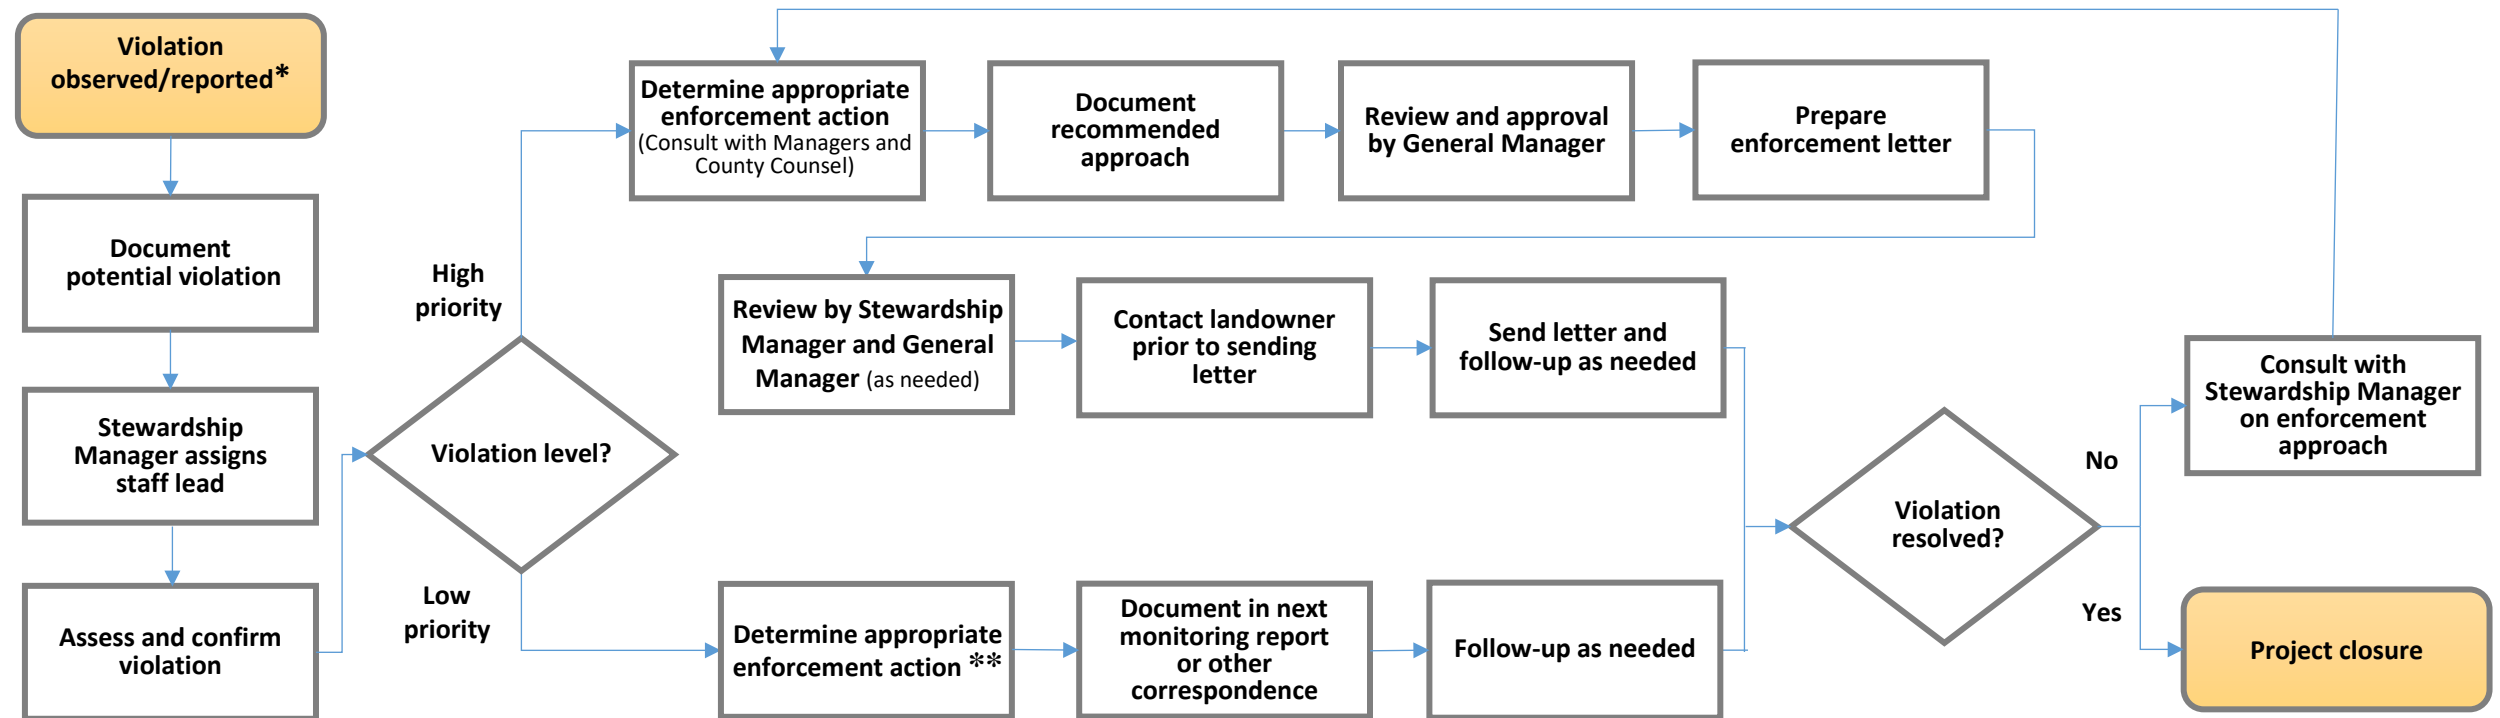 Violation
observed/reported*
Document
potential violation
Stewardship
Manager assigns
staff lead
Assess and confirm
violation
Violation level?
High
priority
Low
priority
Determine appropriate
enforcement action
(Consult with Managers and
County Counsel)
Document
recommended
approach
Review and approval
by General Manager
Prepare
enforcement letter
Review by Stewardship
Manager and General
Manager (as needed)
Contact landowner
prior to sending
letter
Send letter and
follow-up as needed
Determine appropriate
enforcement action **
Document in next
monitoring report
or other
correspondence
Follow-up as needed
Violation
resolved?
No
Yes
Consult with
Stewardship Manager
on enforcement
approach
Project closure